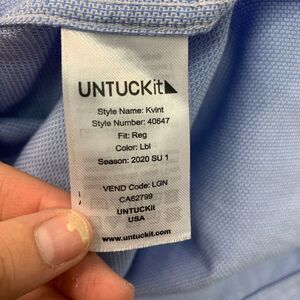 UNTUCKit
Style Name: Kvint
Style Number: 40647
Fit: Reg
Color: Lbl
Season: 2020 SU 1
VEND Code: LGN
CA62799
UNTUCKit
USA
www.untuckit.com